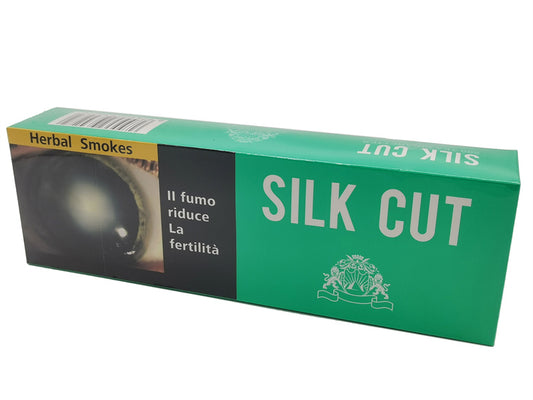 SILK CUT
Herbal Smokes
Il fumo
riduce
La
fertilità
SILK CUT